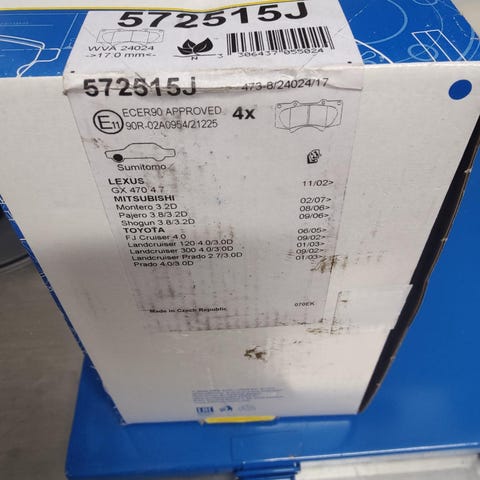 572515J
WVA 24024
->17.0 mm<-
N
3 306437 055024
572515J
473-8/24024/17
E11
ECER90 APPROVED
90R-02A0954/21225
4x
Sumitomo
LEXUS
GX 470 4.7 11/02>
MITSUBISHI
Montero 3.2D 02/07>
Pajero 3.8/3.2D 08/06>
Shogun 3.8/3.2D 09/06>
TOYOTA
FJ Cruiser 4.0 06/05>
Landcruiser 120 4.0/3.0D 09/02>
Landcruiser 300 4.0/3.0D 01/03>
Landcruiser Prado 2.7/3.0D 09/02>
Prado 4.0/3.0D 01/03>
Made in Czech Republic
070EK
EAC